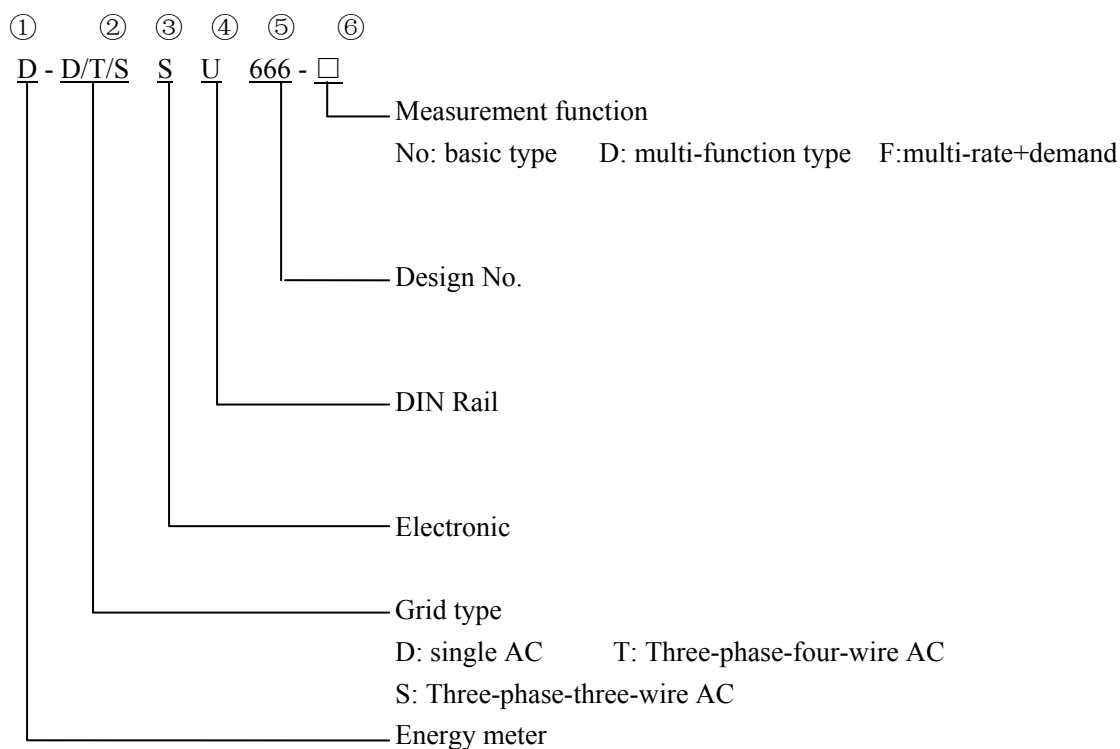 ① ② ③ ④ ⑤ ⑥
D - D/T/S S U 666 - □
Measurement function
No: basic type D: multi-function type F:multi-rate+demand
Design No.
DIN Rail
Electronic
Grid type
D: single AC T: Three-phase-four-wire AC
S: Three-phase-three-wire AC
Energy meter